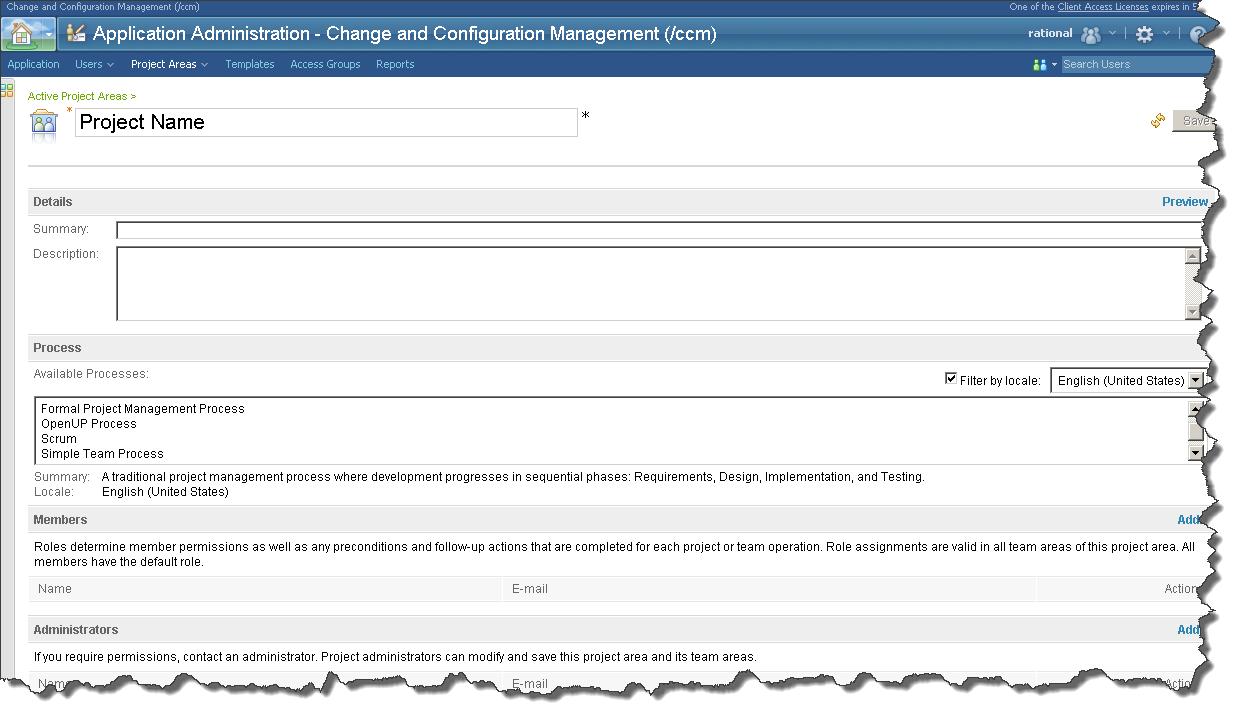 Change and Configuration Management (/ccm) One of the Client Access Licenses expires in
Application Administration - Change and Configuration Management (/ccm) rational
Application Users Project Areas Templates Access Groups Reports Search Users
Active Project Areas >
* Project Name * Save
Details Preview
Summary:
Description:
Process
Available Processes:
Filter by locale: English (United States)
Formal Project Management Process
OpenUP Process
Scrum
Simple Team Process
Summary: A traditional project management process where development progresses in sequential phases: Requirements, Design, Implementation, and Testing.
Locale: English (United States)
Members Add
Roles determine member permissions as well as any preconditions and follow-up actions that are completed for each project or team operation. Role assignments are valid in all team areas of this project area. All
members have the default role.
Name E-mail Action
Administrators Add
If you require permissions, contact an administrator. Project administrators can modify and save this project area and its team areas.
Name E-mail Actio